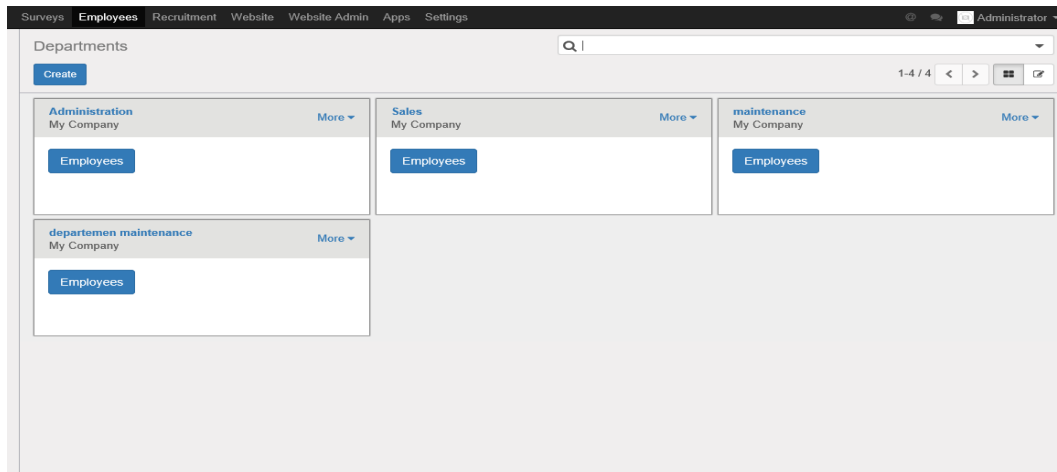 Surveys Employees Recruitment Website Website Admin Apps Settings @ Administrator
Departments
Create 1-4 / 4
Administration More
My Company
Employees
Sales More
My Company
Employees
maintenance More
My Company
Employees
departemen maintenance More
My Company
Employees